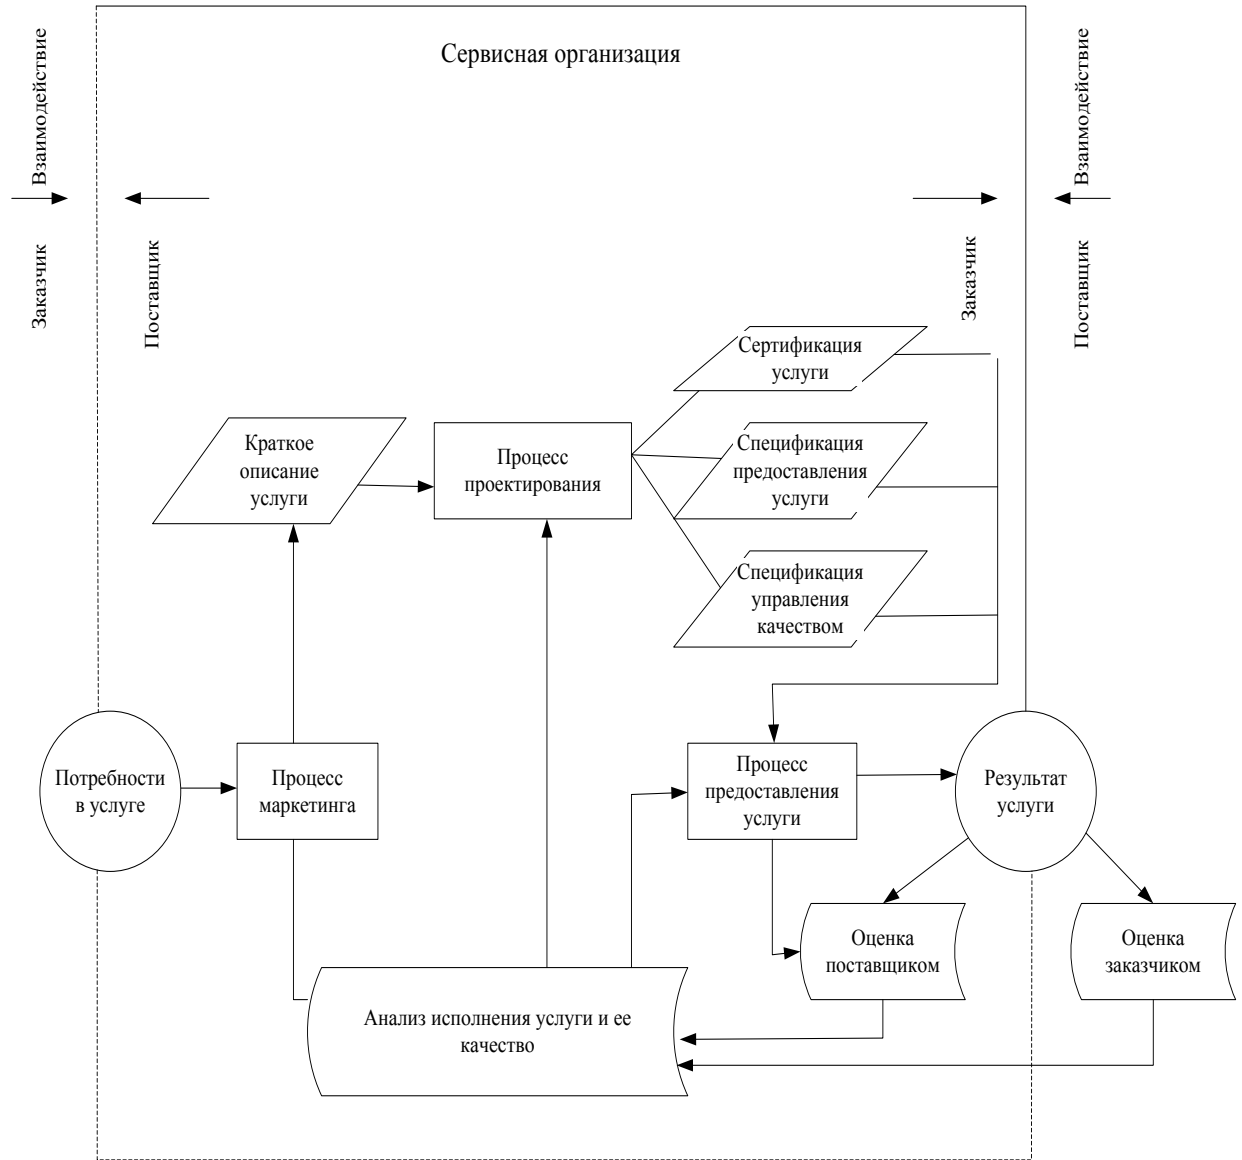 Сервисная организация
Взаимодействие
Взаимодействие
Заказчик
Поставщик
Заказчик
Поставщик
Сертификация
услуги
Краткое
описание
услуги
Процесс
проектирования
Спецификация
предоставления
услуги
Спецификация
управления
качеством
Потребности
в услуге
Процесс
маркетинга
Процесс
предоставления
услуги
Результат
услуги
Оценка
поставщиком
Оценка
заказчиком
Анализ исполнения услуги и ее
качество